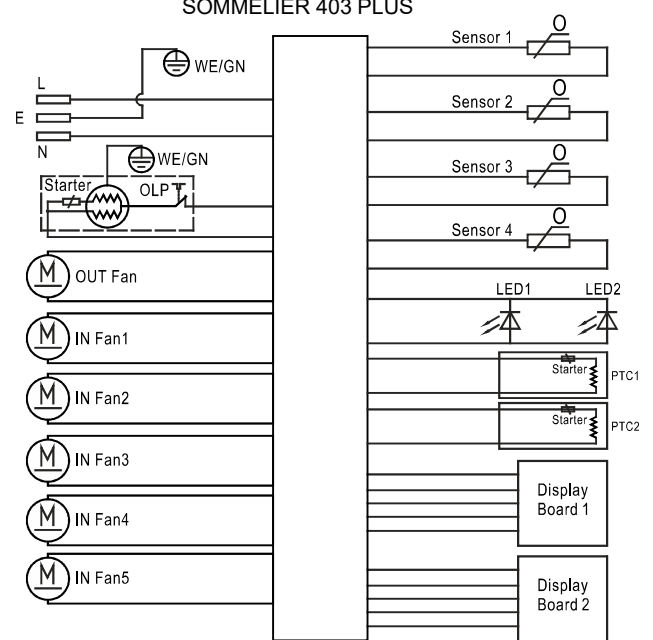 SOMMELIER 403 PLUS
WE/GN
L
E
N
WE/GN
Starter
OLP
M
OUT Fan
M
IN Fan1
M
IN Fan2
M
IN Fan3
M
IN Fan4
M
IN Fan5
Sensor 1
O
Sensor 2
O
Sensor 3
O
Sensor 4
O
LED1
LED2
Starter
PTC1
Starter
PTC2
Display
Board 1
Display
Board 2